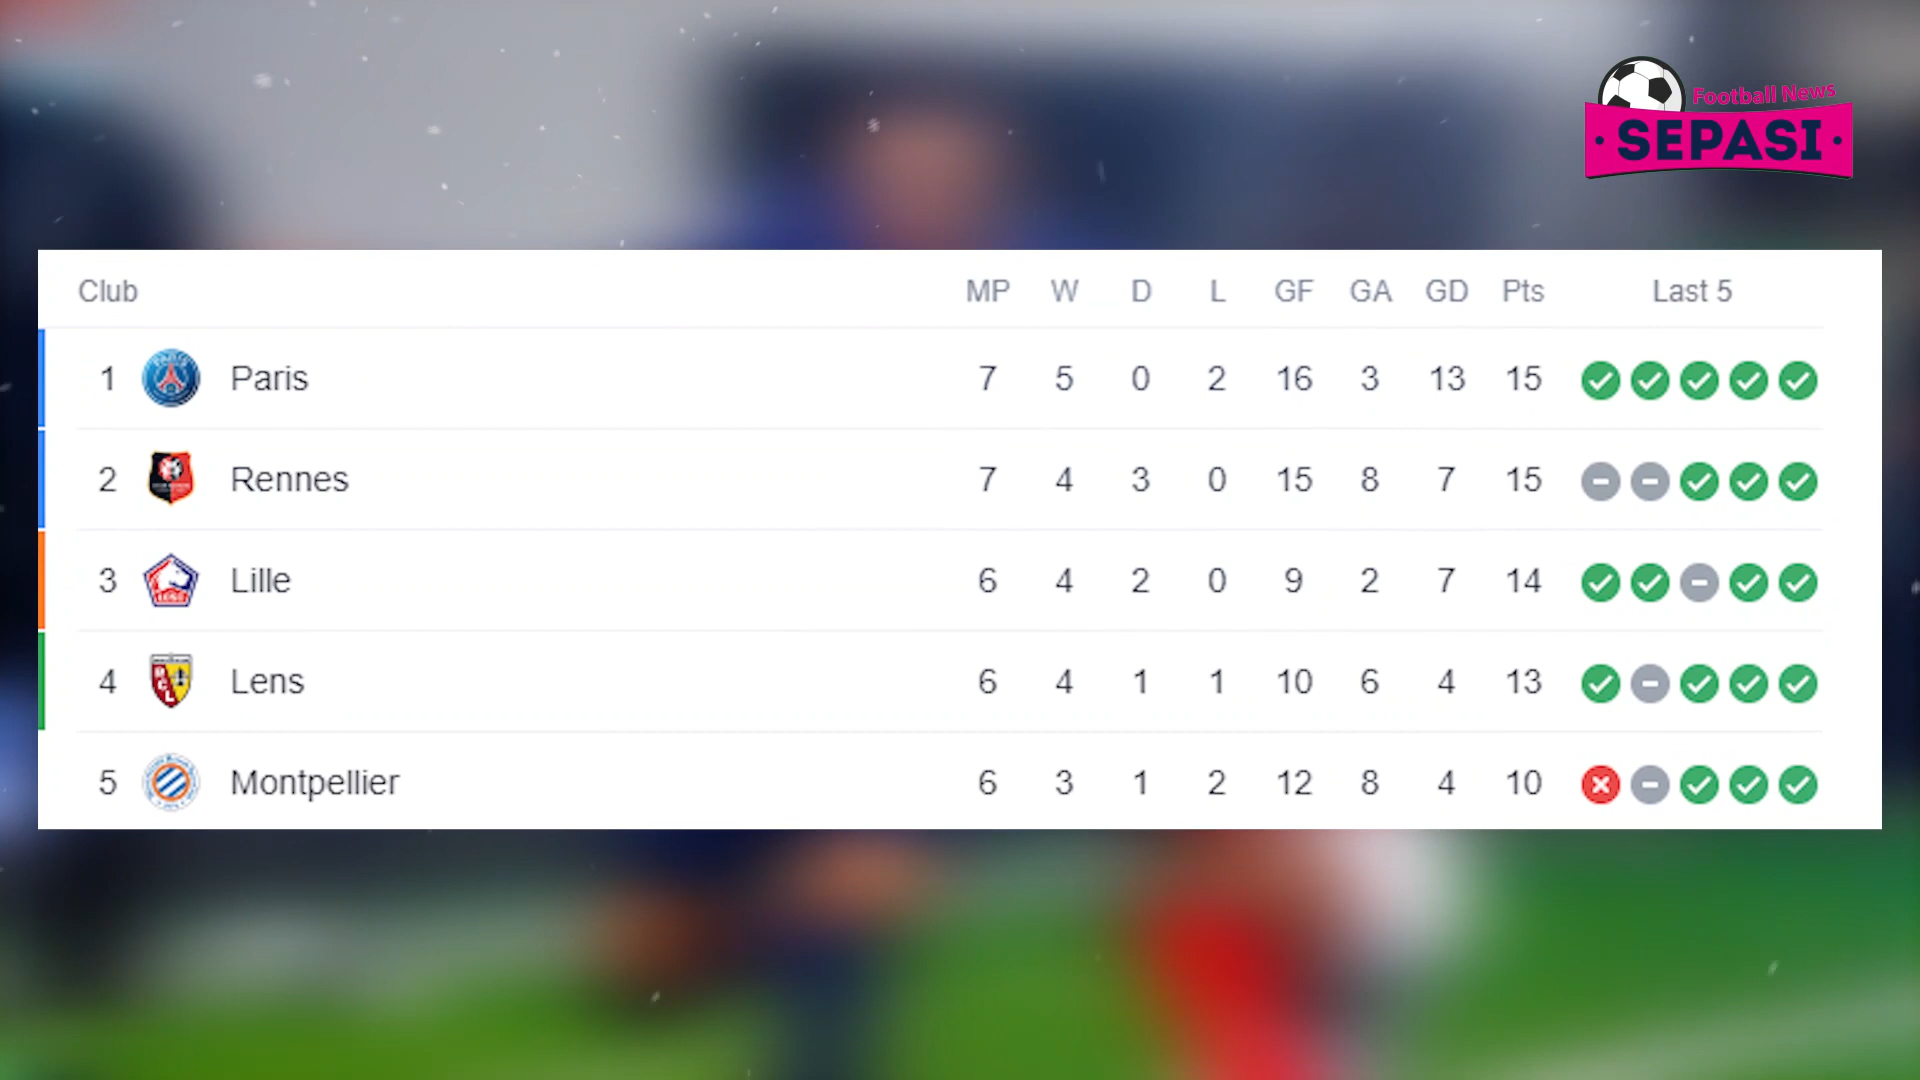 Football News
• SEPASI •
Club MP W D L GF GA GD Pts Last 5
1 Paris 7 5 0 2 16 3 13 15
2 Rennes 7 4 3 0 15 8 7 15
3 Lille 6 4 2 0 9 2 7 14
4 Lens 6 4 1 1 10 6 4 13
5 Montpellier 6 3 1 2 12 8 4 10